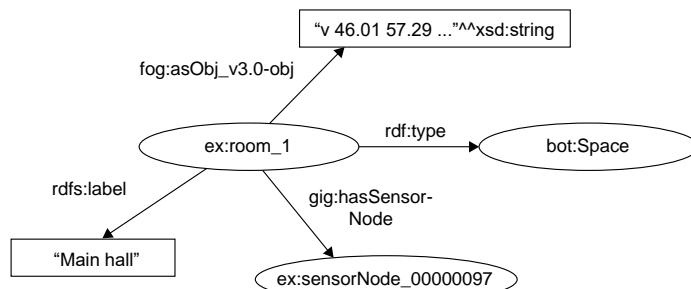 “v 46.01 57.29 ...”^^xsd:string
fog:asObj_v3.0-obj
ex:room_1
rdf:type
bot:Space
rdfs:label
gig:hasSensor-
Node
“Main hall”
ex:sensorNode_00000097